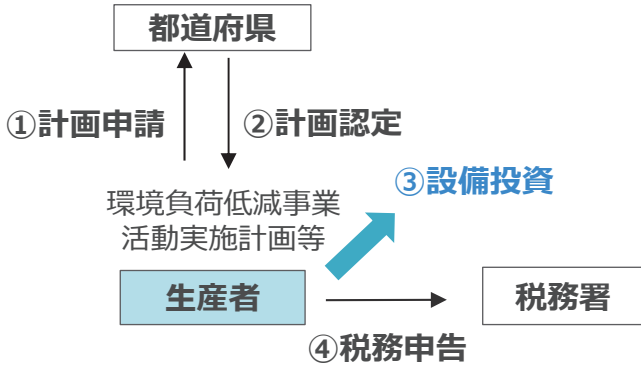 都道府県
①計画申請
②計画認定
③設備投資
環境負荷低減事業
活動実施計画等
生産者
税務署
④税務申告